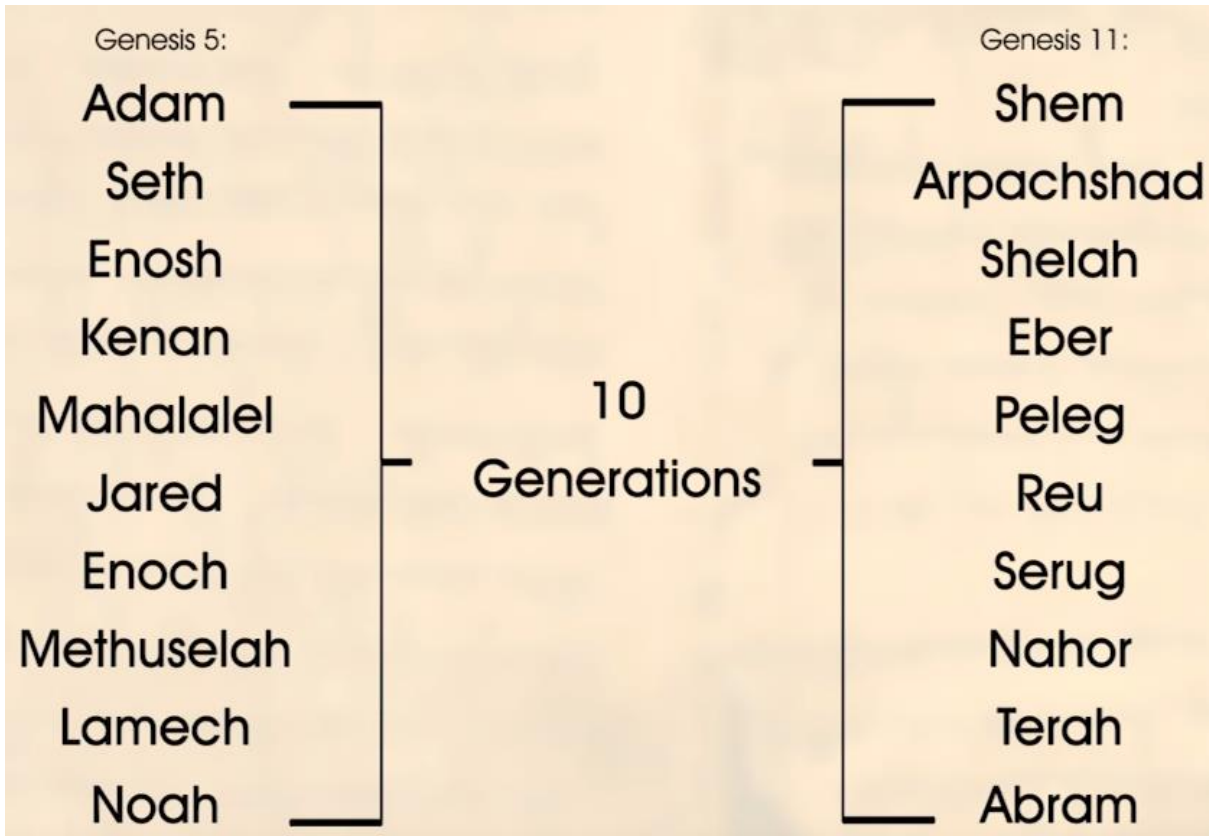 Genesis 5:
Adam
Seth
Enosh
Kenan
Mahalalel
Jared
Enoch
Methuselah
Lamech
Noah
10
Generations
Genesis 11:
Shem
Arpachshad
Shelah
Eber
Peleg
Reu
Serug
Nahor
Terah
Abram